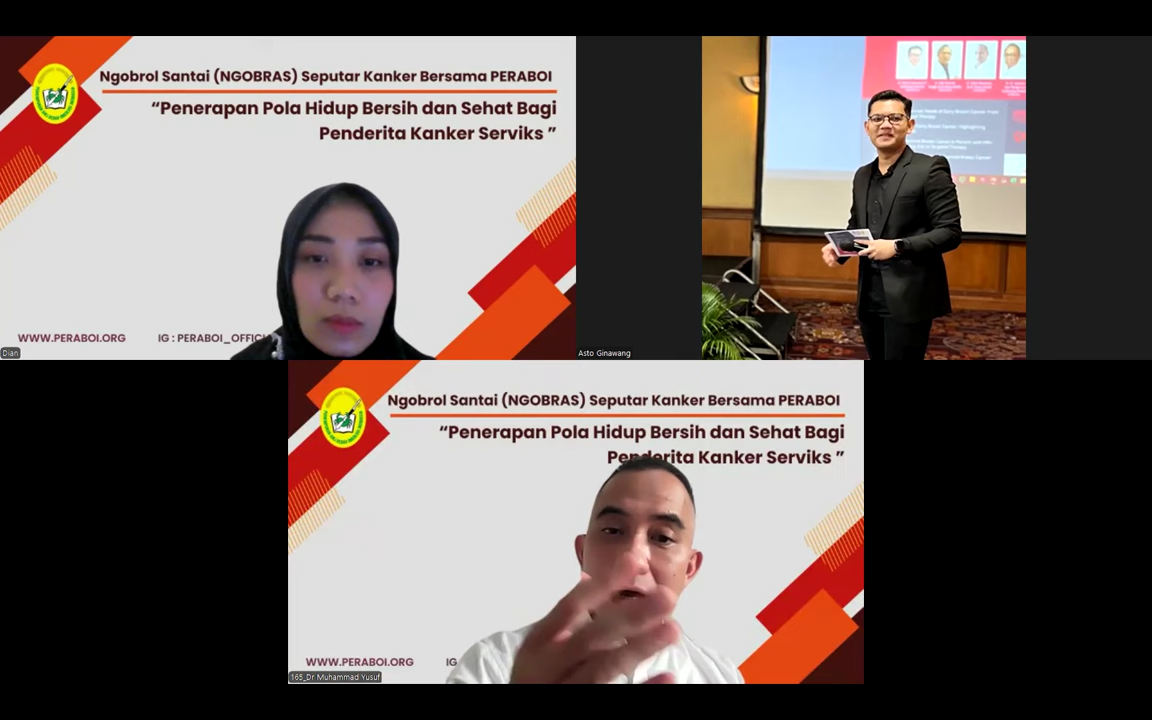 Ngobrol Santai (NGOBRAS) Seputar Kanker Bersama PERABOI
“Penerapan Pola Hidup Bersih dan Sehat Bagi
Penderita Kanker Serviks ”
WWW.PERABOI.ORG
IG : PERABOI_OFFICI
Dian
Asto Ginawang
Ngobrol Santai (NGOBRAS) Seputar Kanker Bersama PERABOI
“Penerapan Pola Hidup Bersih dan Sehat Bagi
Penderita Kanker Serviks ”
WWW.PERABOI.ORG
IG
165_Dr Muhammad Yusuf